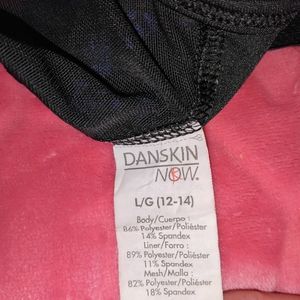 DANSKIN
NOW.
L/G (12-14)
Body/Cuerpo :
86% Polyester/Poliéster
14% Spandex
Liner/Forro :
89% Polyester/Poliéster
11% Spandex
Mesh/Malla :
82% Polyester/Poliéster
18% Spandex